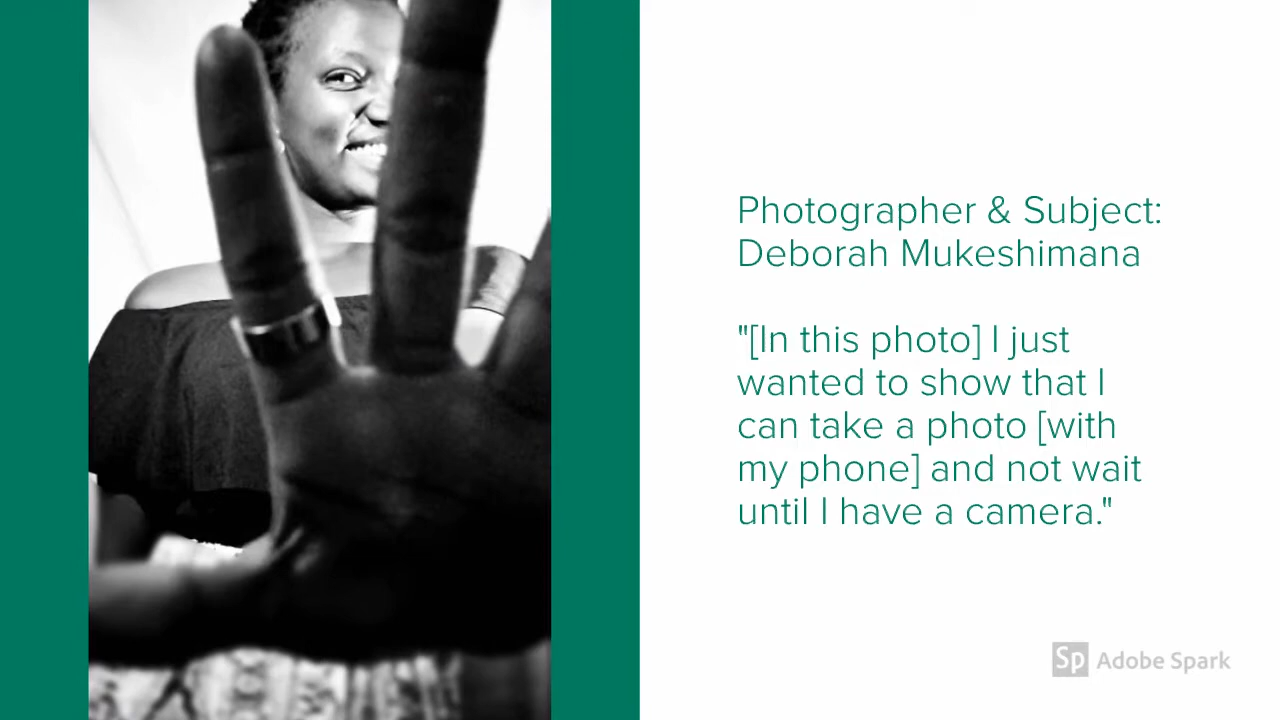 Photographer & Subject:
Deborah Mukeshimana
"[In this photo] I just
wanted to show that I
can take a photo [with
my phone] and not wait
until I have a camera."
Sp Adobe Spark